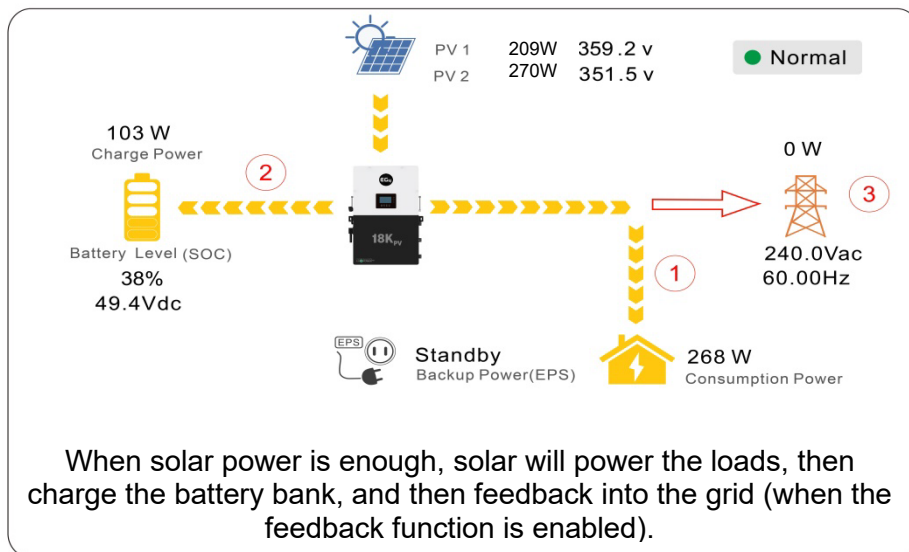 PV 1 209W 359.2 v
PV 2 270W 351.5 v
Normal
103 W
Charge Power
0 W
2
3
EG4
18KPV
Battery Level (SOC)
38%
49.4Vdc
240.0Vac
60.00Hz
1
EPS
Standby
Backup Power(EPS)
268 W
Consumption Power
When solar power is enough, solar will power the loads, then
charge the battery bank, and then feedback into the grid (when the
feedback function is enabled).